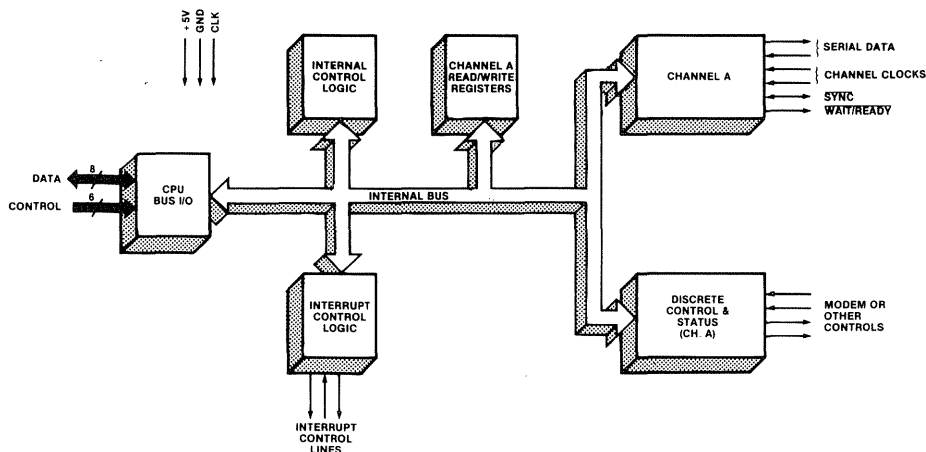 +5V
GND
CLK
INTERNAL
CONTROL
LOGIC
CHANNEL A
READ/WRITE
REGISTERS
CHANNEL A
SERIAL DATA
CHANNEL CLOCKS
SYNC
WAIT/READY
DATA
8
CONTROL
6
CPU
BUS I/O
INTERNAL BUS
INTERRUPT
CONTROL
LOGIC
DISCRETE
CONTROL &
STATUS
(CH. A)
MODEM OR
OTHER
CONTROLS
INTERRUPT
CONTROL
LINES